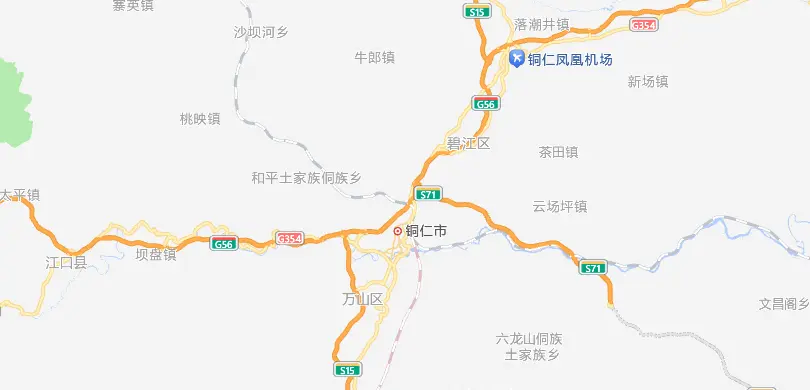 寨英镇
S15
落潮井镇
G354
沙坝河乡
牛郎镇
铜仁凤凰机场
新场镇
G56
桃映镇
碧江区
茶田镇
和平土家族侗族乡
太平镇
S71
云场坪镇
铜仁市
G56
G354
坝盘镇
江口县
S71
万山区
文昌阁乡
六龙山侗族
土家族乡
S15